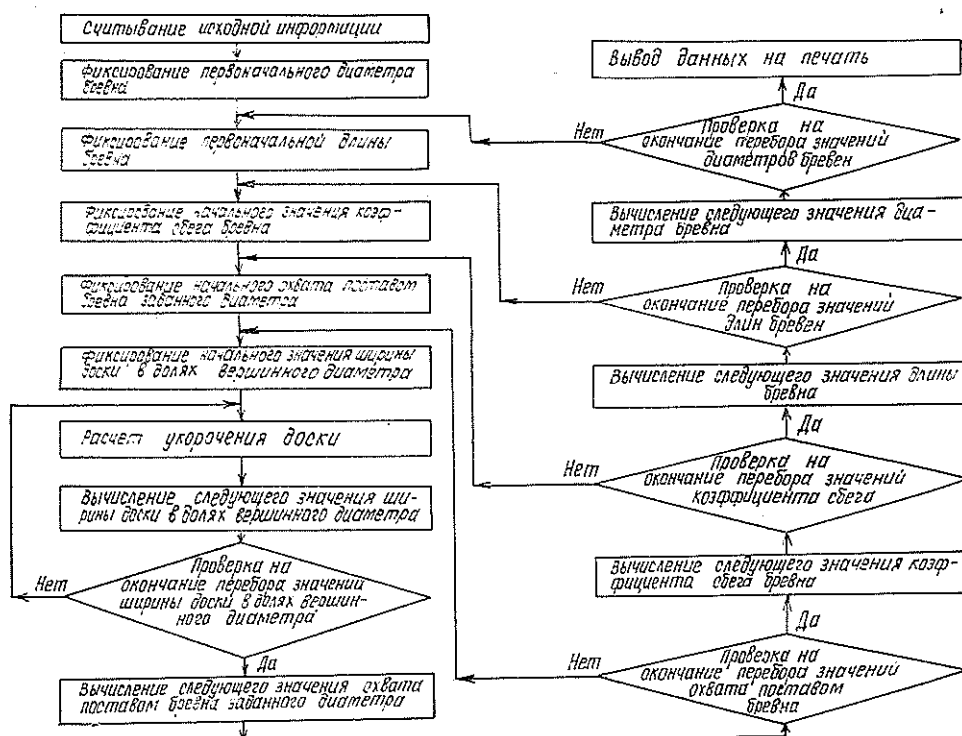 Считывание исходной информации
Фиксирование первоначального диаметра
бревна
Фиксирование первоначальной длины
бревна
Фиксирование начального значения коэф-
фициента сбега бревна
Фиксирование начального охвата поставом
бревна заданного диаметра
Фиксирование начального значения ширины
доски в долях вершинного диаметра
Расчет укорочения доски
Вычисление следующего значения ши-
рины доски в долях вершинного диаметра
Нет
Проверка на
окончание перебора значений
ширины доски в долях вершин-
ного диаметра
Да
Вычисление следующего значения охвата
поставом бревна заданного диаметра
Вывод данных на печать
Да
Нет
Проверка на
окончание перебора значений
диаметров бревен
Вычисление следующего значения диа-
метра бревна
Да
Нет
Проверка на
окончание перебора значений
длин бревен
Вычисление следующего значения длины
бревна
Да
Нет
Проверка на
окончание перебора значений
коэффициента сбега
Вычисление следующего значения коэф-
фициента сбега бревна
Да
Нет
Проверка на
окончание перебора значений
охвата поставом
бревна